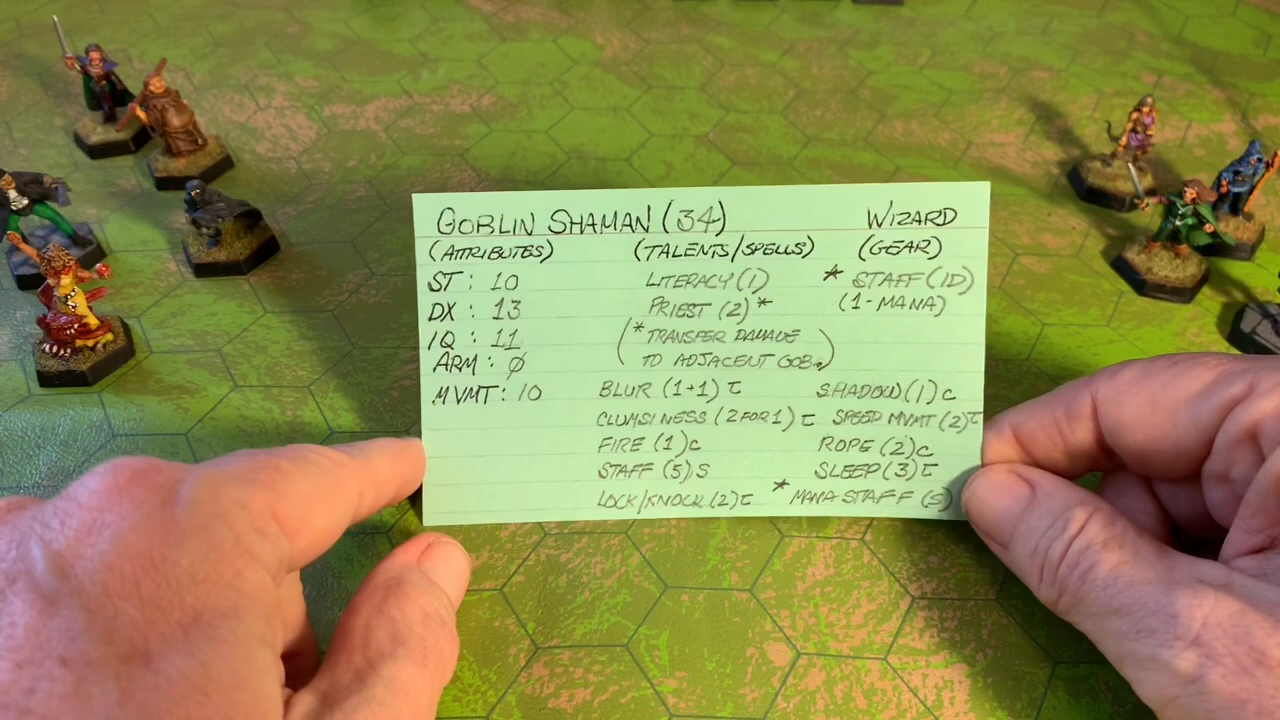 GOBLIN SHAMAN (34) WIZARD
(ATTRIBUTES) (TALENTS/SPELLS) (GEAR)
ST: 10 LITERACY (1) * STAFF (1D)
DX: 13 PRIEST (2)* (1-MANA)
IQ: 11 (*TRANSFER DAMAGE
ARM: Ø TO ADJACENT GOB.)
MVMT: 10 BLUR (1+1) T SHADOW (1) C
CLUMSINESS (2 FOR 1) T SPEED MVMT (2) T
FIRE (1) C ROPE (2) C
STAFF (5) S SLEEP (3) T
LOCK/KNOCK (2) T * MANA STAFF (S)